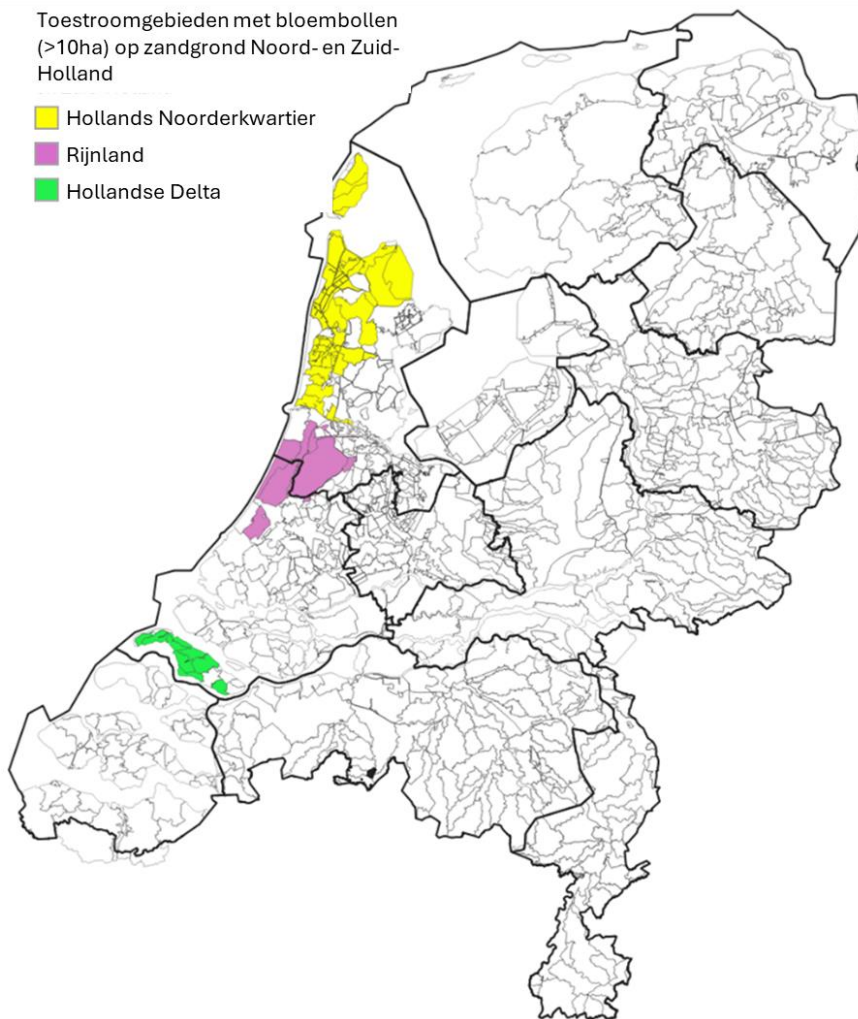 Toestroomgebieden met bloembollen
(>10ha) op zandgrond Noord- en Zuid-
Holland
Hollands Noorderkwartier
Rijnland
Hollandse Delta